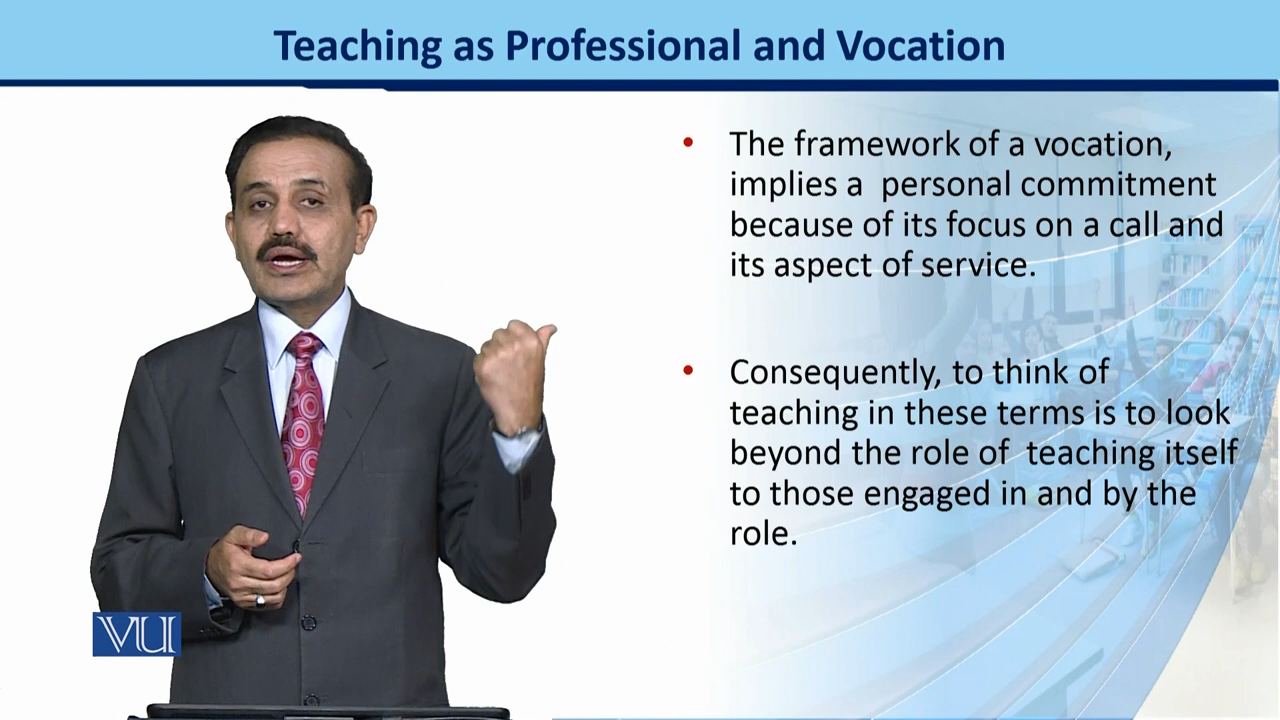 Teaching as Professional and Vocation
• The framework of a vocation,
implies a personal commitment
because of its focus on a call and
its aspect of service.
• Consequently, to think of
teaching in these terms is to look
beyond the role of teaching itself
to those engaged in and by the
role.
VU